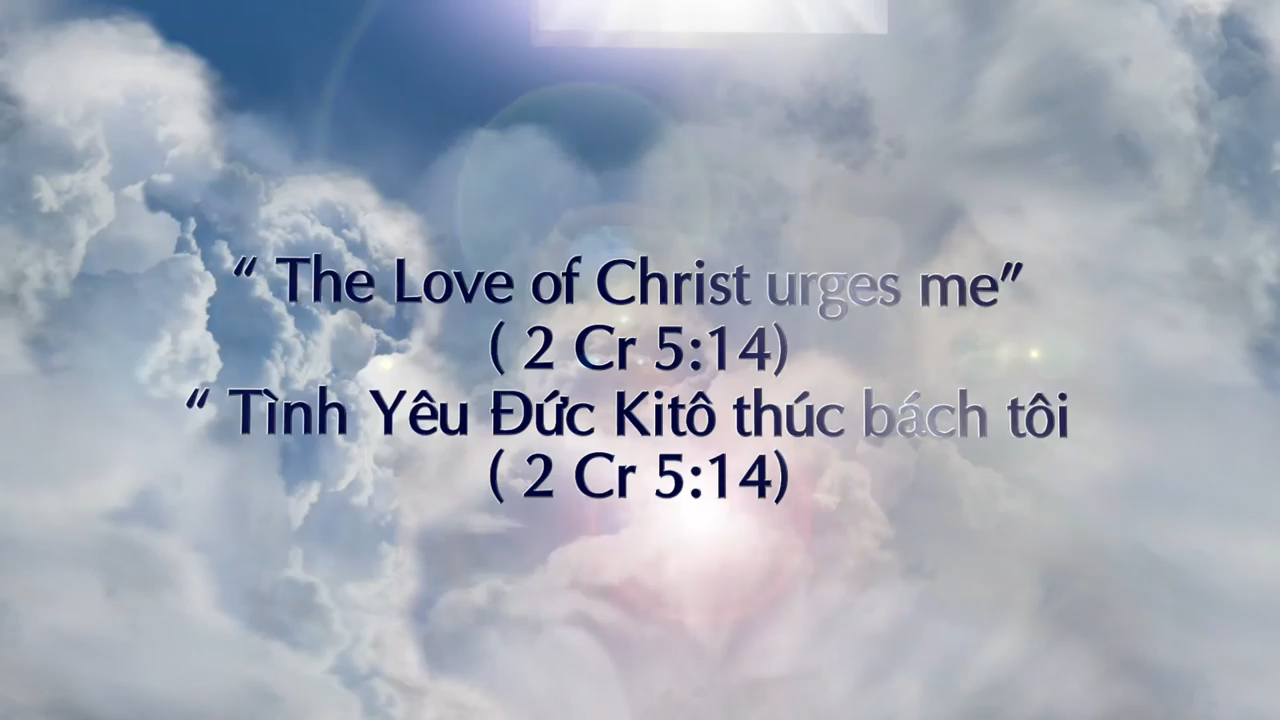 “ The Love of Christ urges me”
( 2 Cr 5:14)
“ Tình Yêu Đức Kitô thúc bách tôi
( 2 Cr 5:14)